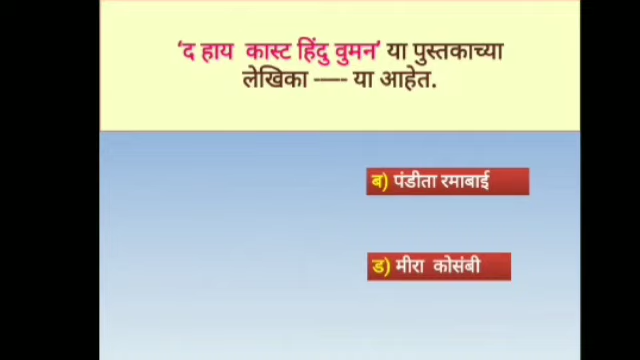 ‘द हाय कास्ट हिंदु वुमन’ या पुस्तकाच्या
लेखिका ––– या आहेत.
ब) पंडीता रमाबाई
ड) मीरा कोसंबी